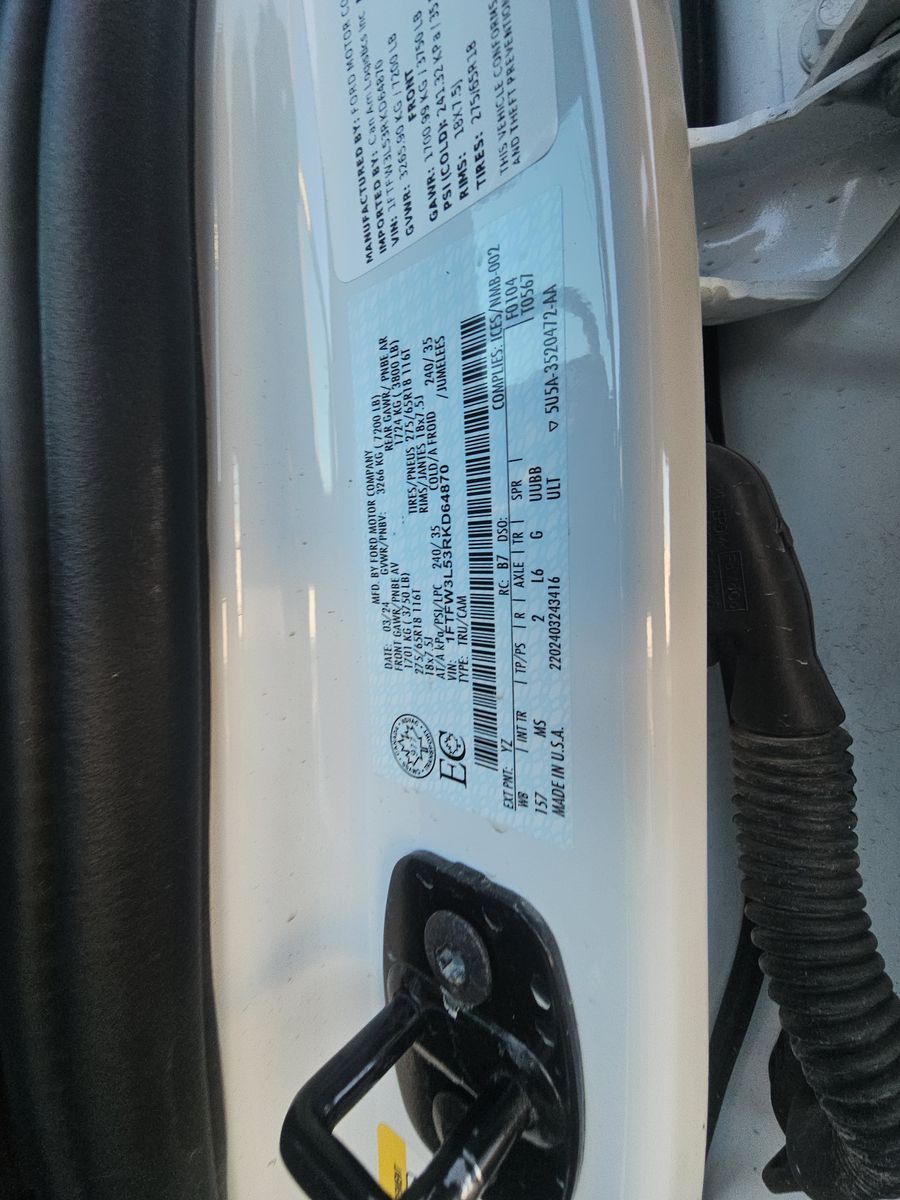 MANUFACTURED BY: FORD MOTOR CO
IMPORTED BY: Can Am Logistics Inc
VIN: 1FTFW3L53RKD64870
GVWR: 3265.90 KG / 7200 LB
FRONT
GAWR: 1700.99 KG / 3750 LB
PSI (COLD): 241.32 KPa / 35
RIMS: 18X7.5J
TIRES: 275/65R18
THIS VEHICLE CONFORMS
AND THEFT PREVENTION
MFD. BY FORD MOTOR COMPANY
DATE: 03/24 GVWR/PNBV: 3266 KG ( 7200 LB)
FRONT GAWR/PNBE AV REAR GAWR/ PNBE AR
1701 KG ( 3750 LB) 1724 KG ( 3800 LB)
275/65R18 116T TIRES/PNEUS 275/65R18 116T
18x7.5J RIMS/JANTES 18x7.5J
AT/A kPa/PSI/LPC 240/ 35 COLD/A FROID 240/ 35
VIN: 1FTFW3L53RKD64870 /JUMELEES
TYPE: TRU/CAM
EC
COMPLIES: ICES/NMB-002
EXT PNT: YZ RC: B7 DSO: F0104
WB INT TR TP/PS R AXLE TR SPR T0567
157 MS 2 L6 G UUBB
2202403243416 ULT
MADE IN U.S.A. ▽ 5U5A-3520472-AA